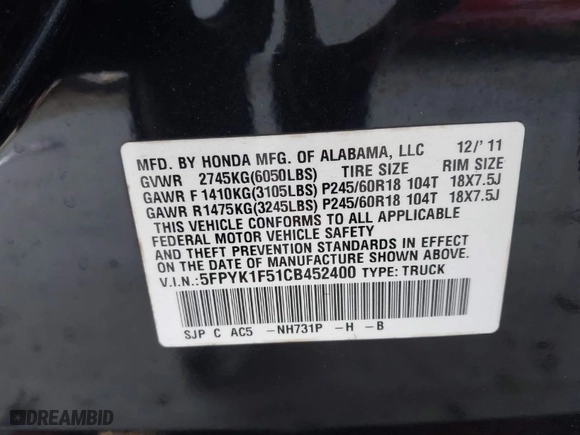 MFD. BY HONDA MFG. OF ALABAMA, LLC 12/'11
GVWR 2745KG(6050LBS) TIRE SIZE RIM SIZE
GAWR F 1410KG(3105LBS) P245/60R18 104T 18X7.5J
GAWR R1475KG(3245LBS) P245/60R18 104T 18X7.5J
THIS VEHICLE CONFORMS TO ALL APPLICABLE
FEDERAL MOTOR VEHICLE SAFETY
AND THEFT PREVENTION STANDARDS IN EFFECT
ON THE DATE OF MANUFACTURE SHOWN ABOVE.
V.I.N.:5FPYK1F51CB452400 TYPE:TRUCK
SJP C AC5 -NH731P -H -B
DREAMBID